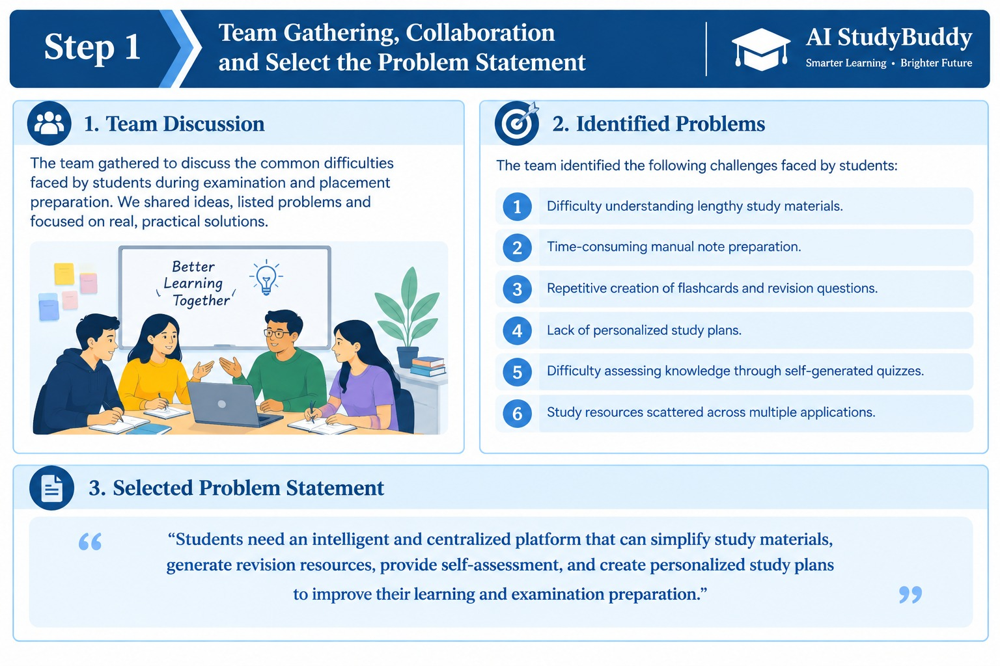 Step 1
Team Gathering, Collaboration
and Select the Problem Statement
AI StudyBuddy
Smarter Learning • Brighter Future
1. Team Discussion
The team gathered to discuss the common difficulties
faced by students during examination and placement
preparation. We shared ideas, listed problems and
focused on real, practical solutions.
Better
Learning
Together
2. Identified Problems
The team identified the following challenges faced by students:
1 Difficulty understanding lengthy study materials.
2 Time-consuming manual note preparation.
3 Repetitive creation of flashcards and revision questions.
4 Lack of personalized study plans.
5 Difficulty assessing knowledge through self-generated quizzes.
6 Study resources scattered across multiple applications.
3. Selected Problem Statement
“Students need an intelligent and centralized platform that can simplify study materials,
generate revision resources, provide self-assessment, and create personalized study plans
to improve their learning and examination preparation.”